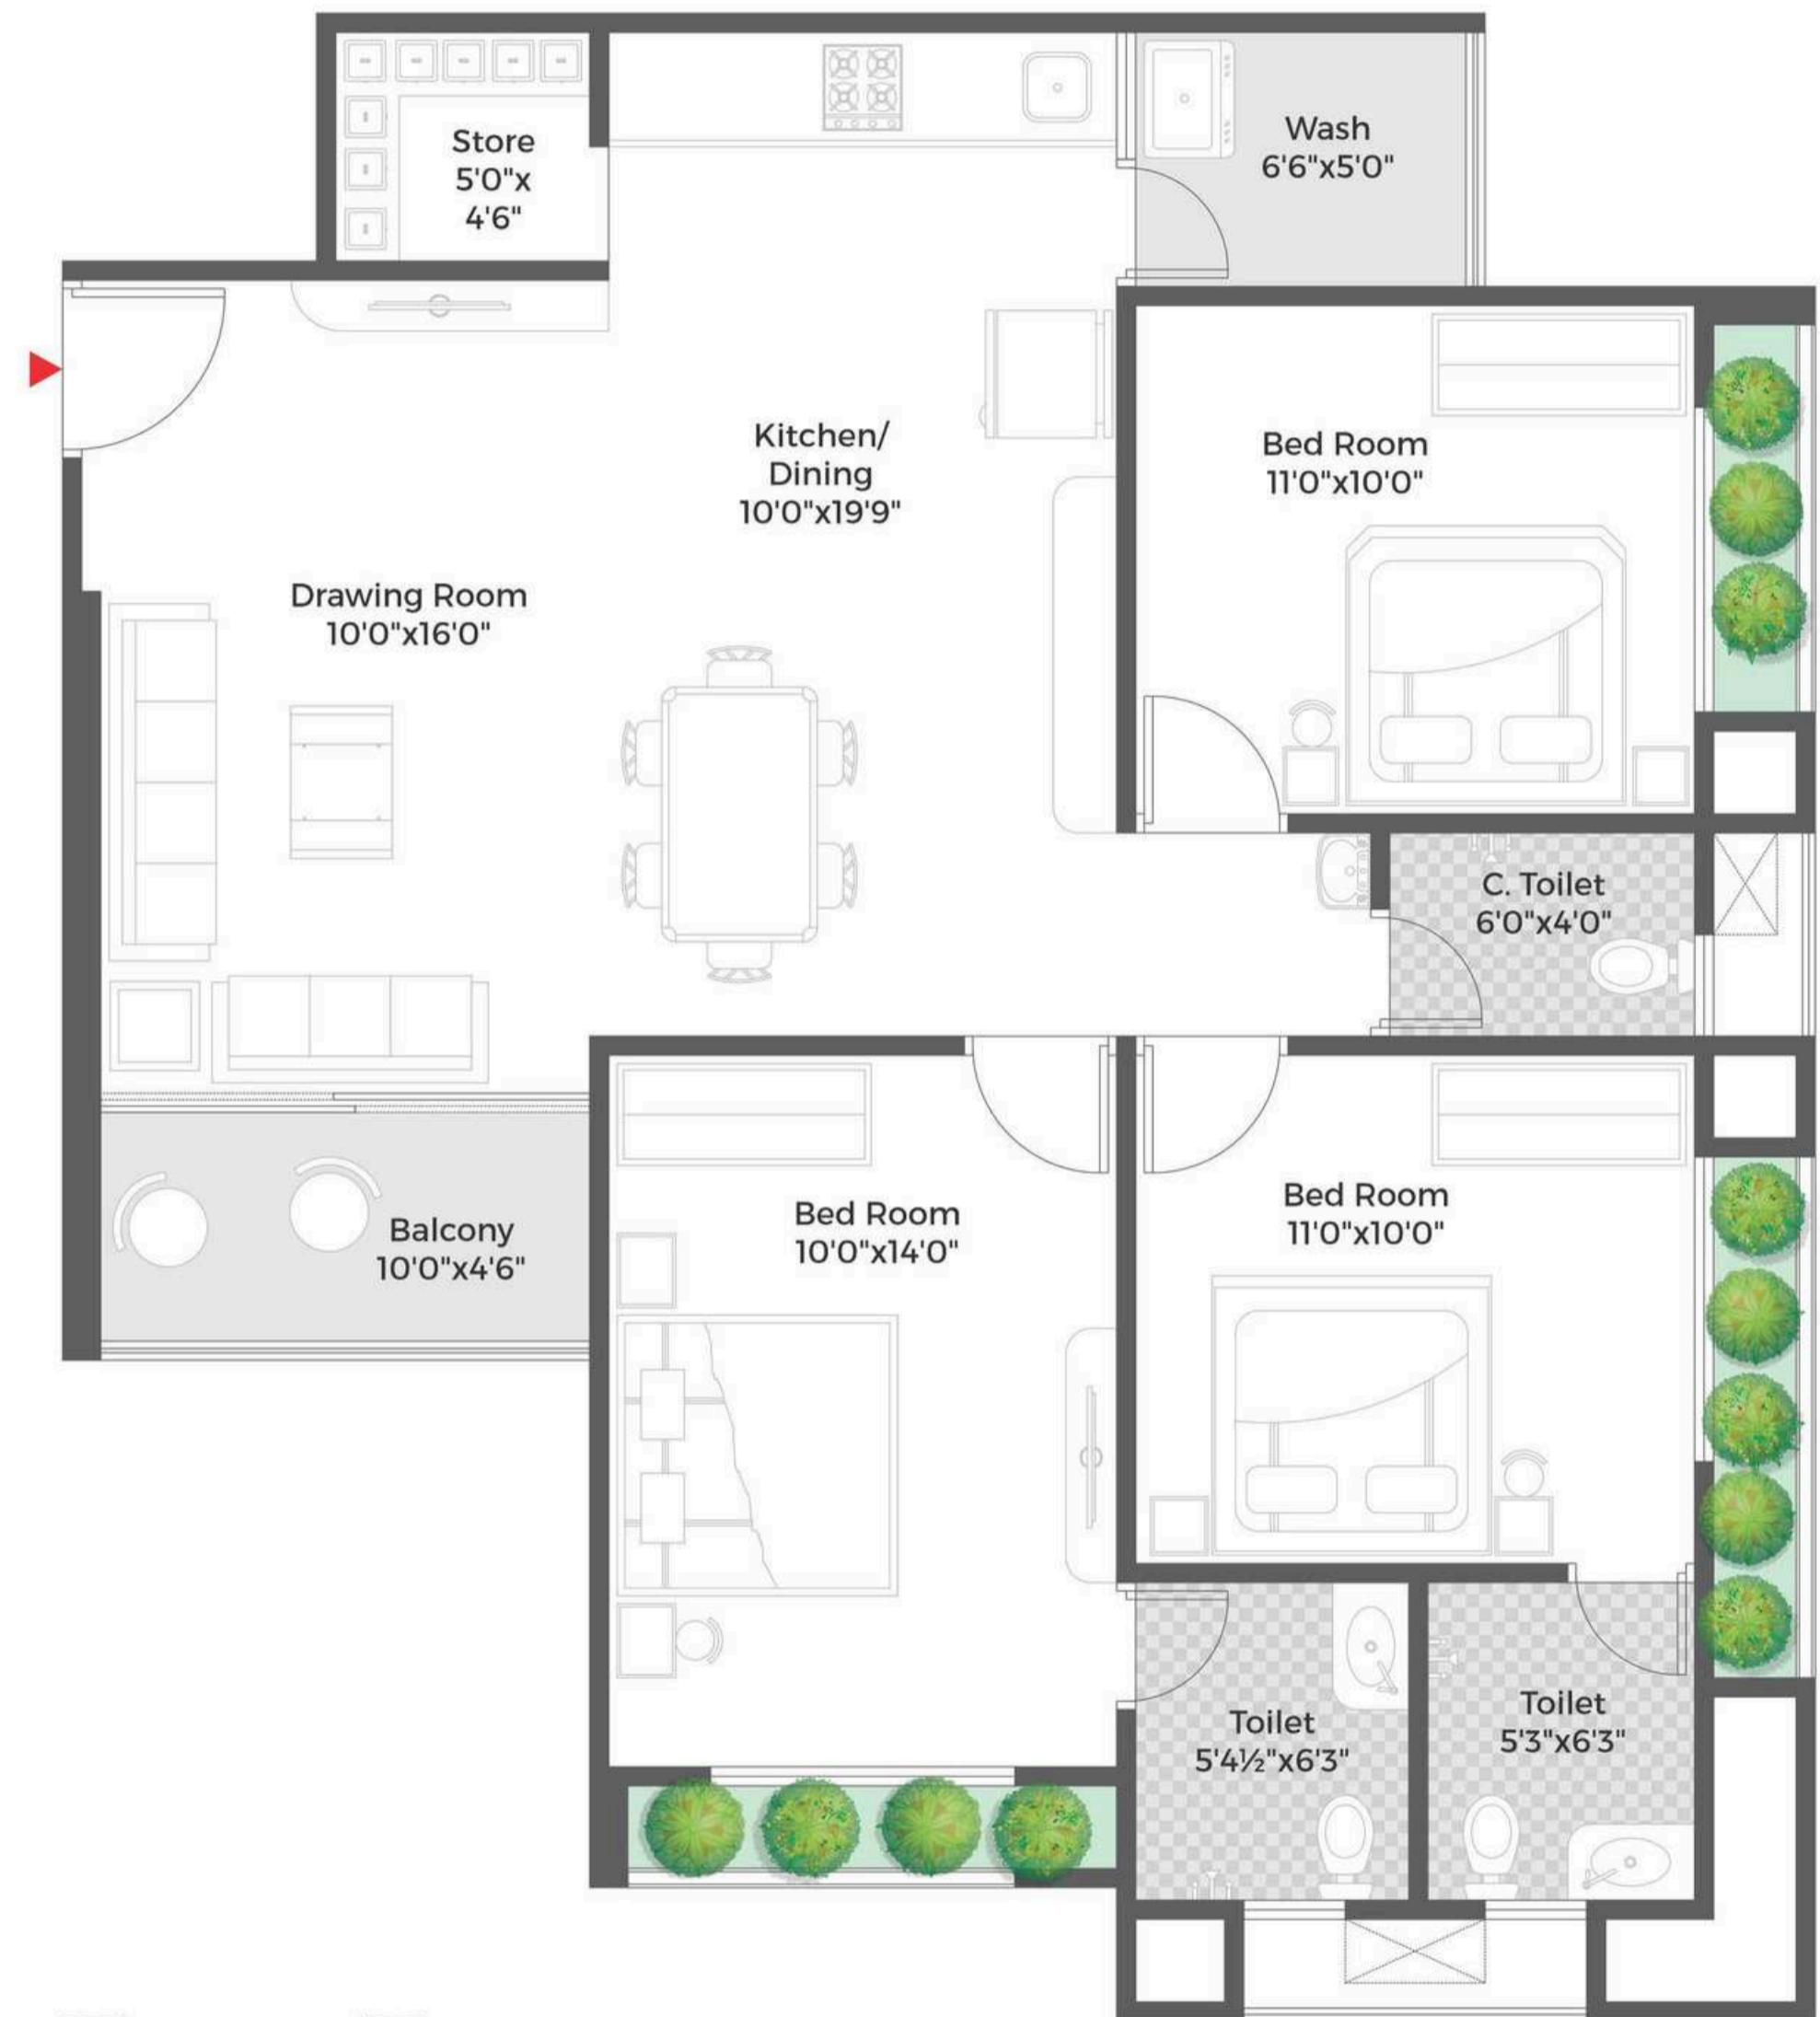 Store
5'0"x
4'6"
Wash
6'6"x5'0"
Kitchen/
Dining
10'0"x19'9"
Bed Room
11'0"x10'0"
Drawing Room
10'0"x16'0"
C. Toilet
6'0"x4'0"
Balcony
10'0"x4'6"
Bed Room
10'0"x14'0"
Bed Room
11'0"x10'0"
Toilet
5'4½"x6'3"
Toilet
5'3"x6'3"